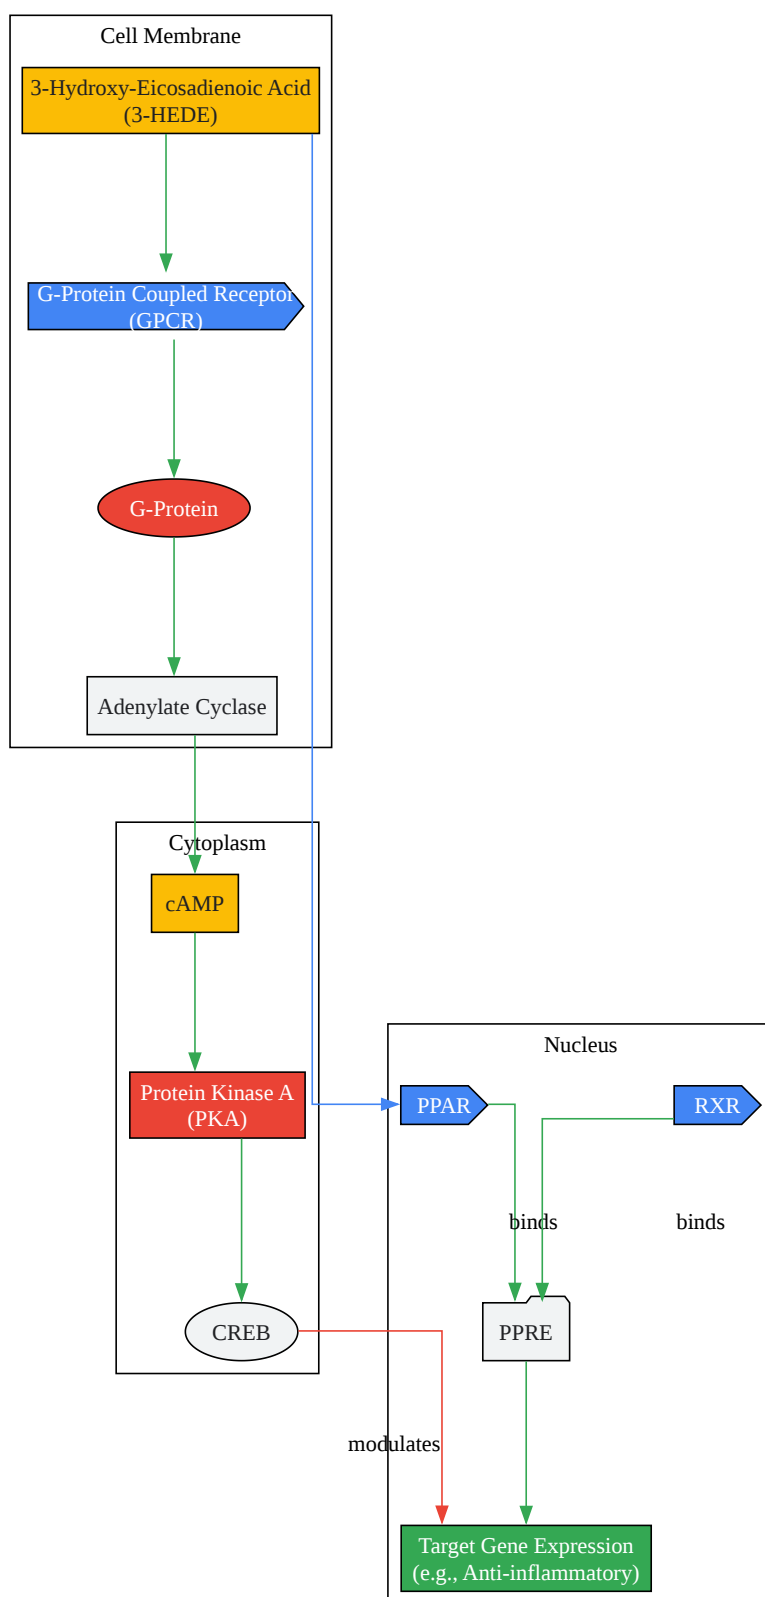 Cell Membrane
3-Hydroxy-Eicosadienoic Acid
(3-HEDE)
G-Protein Coupled Receptor
(GPCR)
G-Protein
Adenylate Cyclase
Cytoplasm
cAMP
Nucleus
Protein Kinase A
(PKA)
PPAR
RXR
binds
binds
CREB
PPRE
modulates
Target Gene Expression
(e.g., Anti-inflammatory)